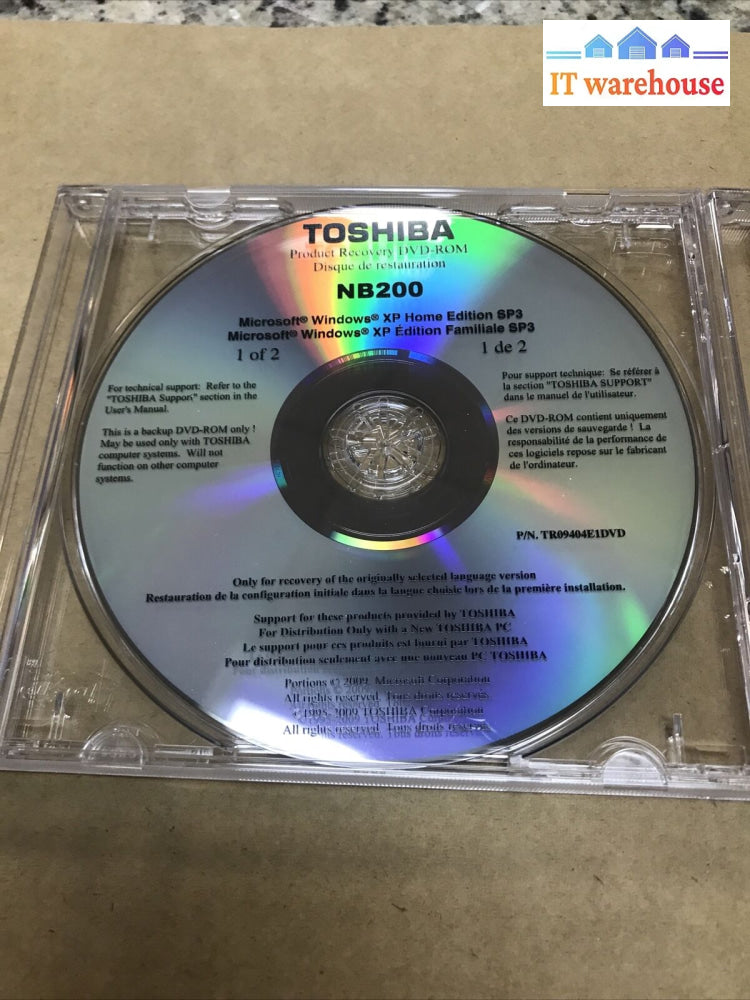 IT warehouse
TOSHIBA
Product Recovery DVD-ROM
Disque de restauration
NB200
Microsoft® Windows® XP Home Edition SP3
Microsoft® Windows® XP Édition Familiale SP3
1 of 2
1 de 2
For technical support: Refer to the
"TOSHIBA Support" section in the
User's Manual.
This is a backup DVD-ROM only !
May be used only with TOSHIBA
computer systems. Will not
function on other computer
systems.
Pour support technique: Se référer à
la section "TOSHIBA SUPPORT"
dans le manuel de l'utilisateur.
Ce DVD-ROM contient uniquement
des versions de sauvegarde ! La
responsabilité de la performance de
ces logiciels repose sur le fabricant
de l'ordinateur.
P/N. TR09404E1DVD
Only for recovery of the originally selected language version
Restauration de la configuration initiale dans la langue choisie lors de la première installation.
Support for these products provided by TOSHIBA
For Distribution Only with a New TOSHIBA PC
Le support pour ces produits est fourni par TOSHIBA
Pour distribution seulement avec une nouveau PC TOSHIBA
Portions © 2009, Microsoft Corporation
All rights reserved. Tous droits reserves.
© 1995, 2009 TOSHIBA Corporation
All rights reserved. Tous droits reserves.